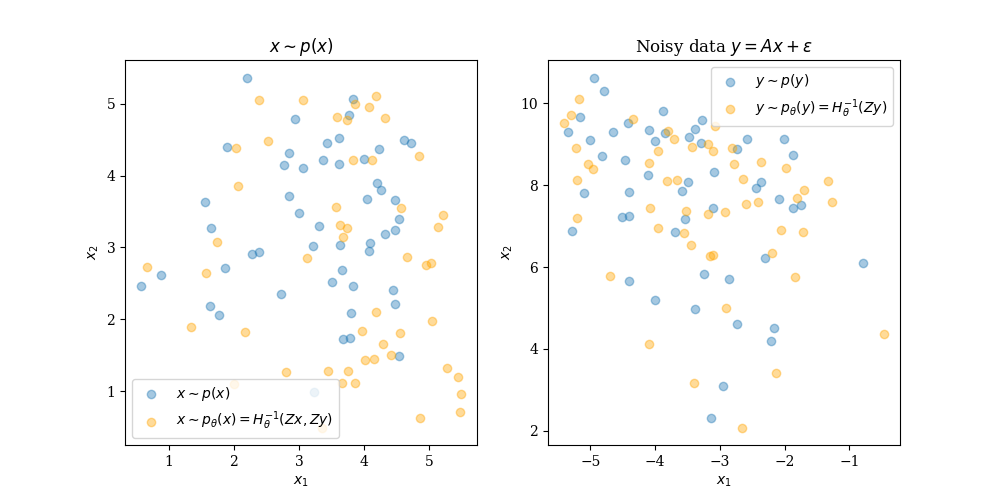 x ∼ p(x)
x₂
5
4
3
2
1
x ∼ p(x)
x ∼ p_θ(x) = H_θ⁻¹(Zx, Zy)
1 2 3 4 5
x₁
Noisy data y = Ax + ε
x₂
10
8
6
4
2
y ∼ p(y)
y ∼ p_θ(y) = H_θ⁻¹(Zy)
−5 −4 −3 −2 −1
x₁